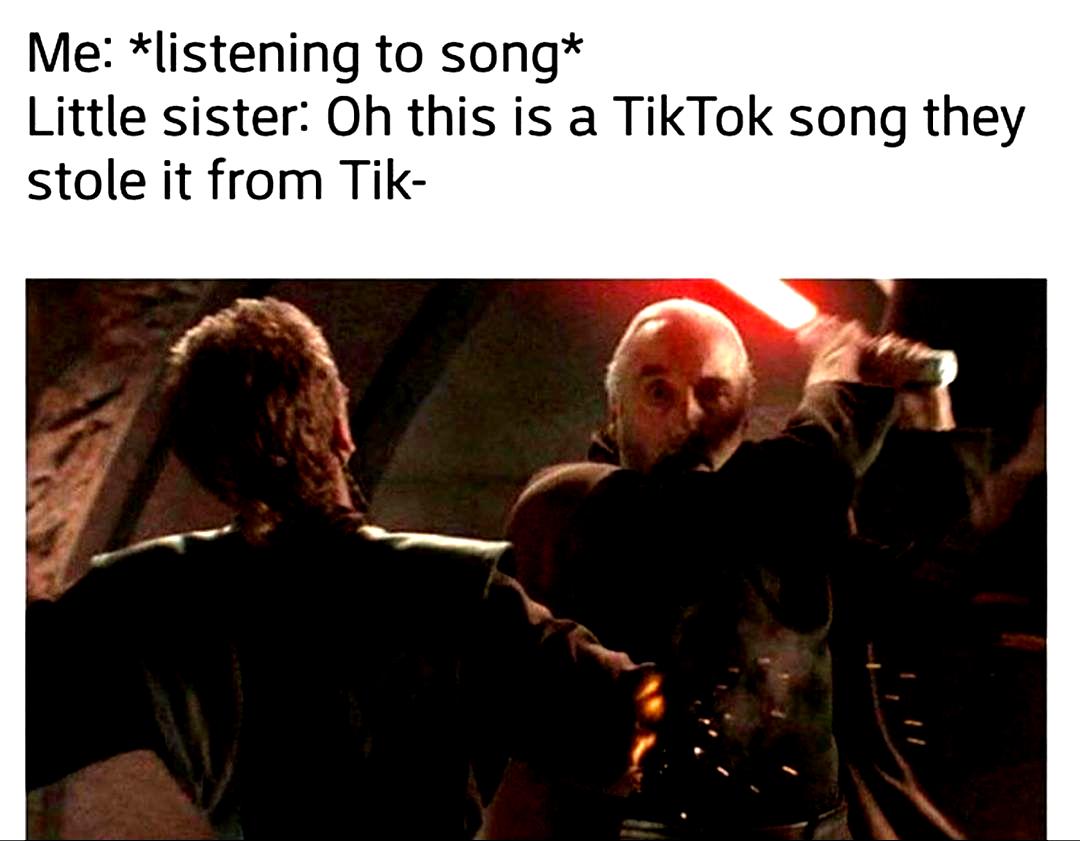 Me: *listening to song*
Little sister: Oh this is a TikTok song they
stole it from Tik-